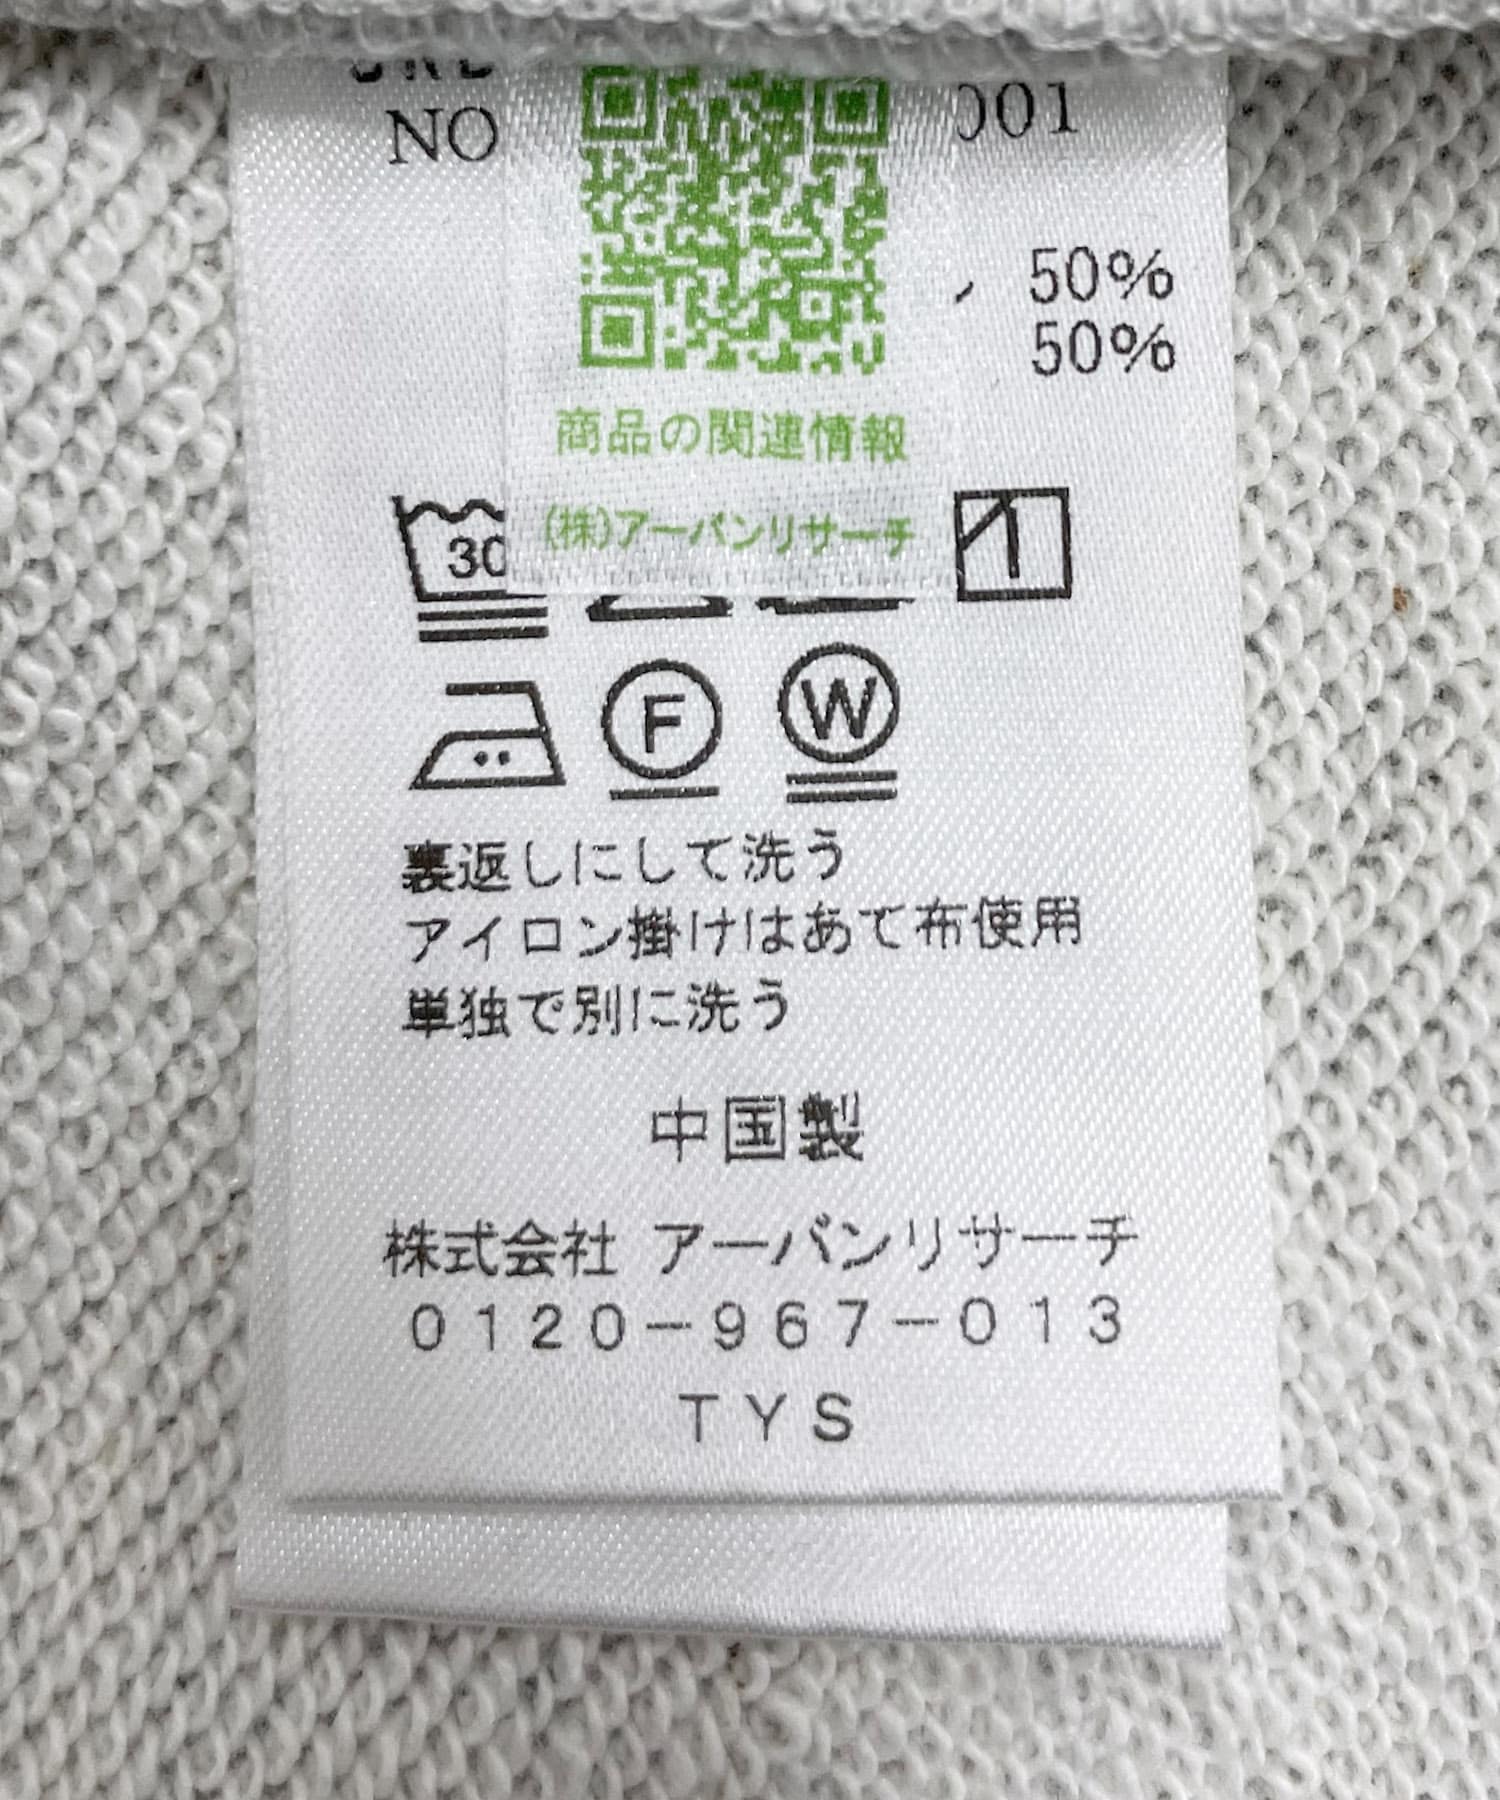 NO
001
50%
50%
商品の関連情報
(株)アーバンリサーチ
30
F
W
裏返しにして洗う
アイロン掛けはあて布使用
単独で別に洗う
中国製
株式会社 アーバンリサーチ
0120-967-013
TYS